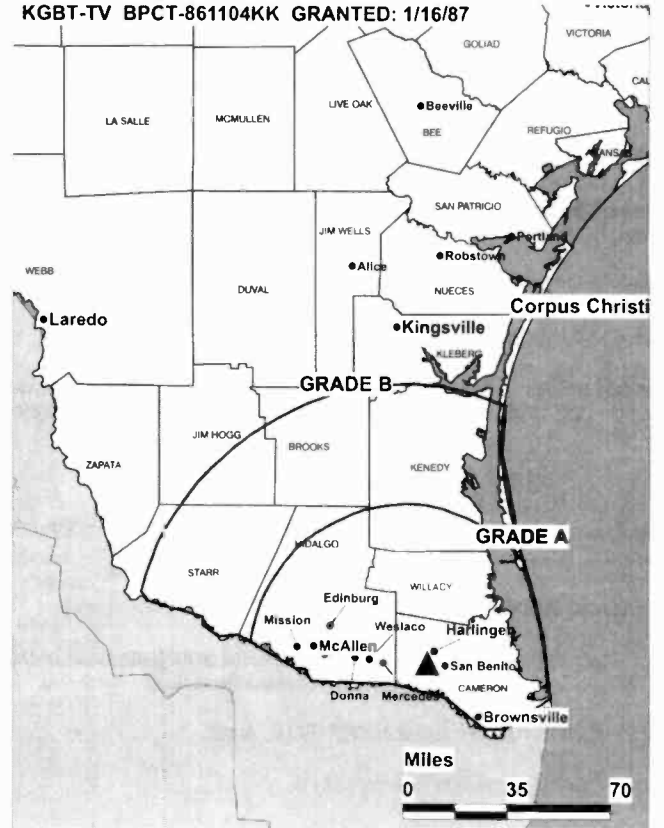 KGBT-TV BPCT-861104KK GRANTED: 1/16/87
GOLIAD
VICTORIA
LA SALLE
MCMULLEN
LIVE OAK
Beeville
BEE
REFUGIO
SAN PATRICIO
JIM WELLS
Portland
WEBB
Alice
Robstown
DUVAL
NUECES
Corpus Christi
Laredo
Kingsville
KLEBERG
GRADE B
JIM HOGG
BROOKS
ZAPATA
KENEDY
GRADE A
HIDALGO
STARR
WILLACY
Edinburg
Mission
Weslaco
Harlingen
McAllen
San Benito
Donna
Mercedes
CAMERON
Brownsville
Miles
0 35 70